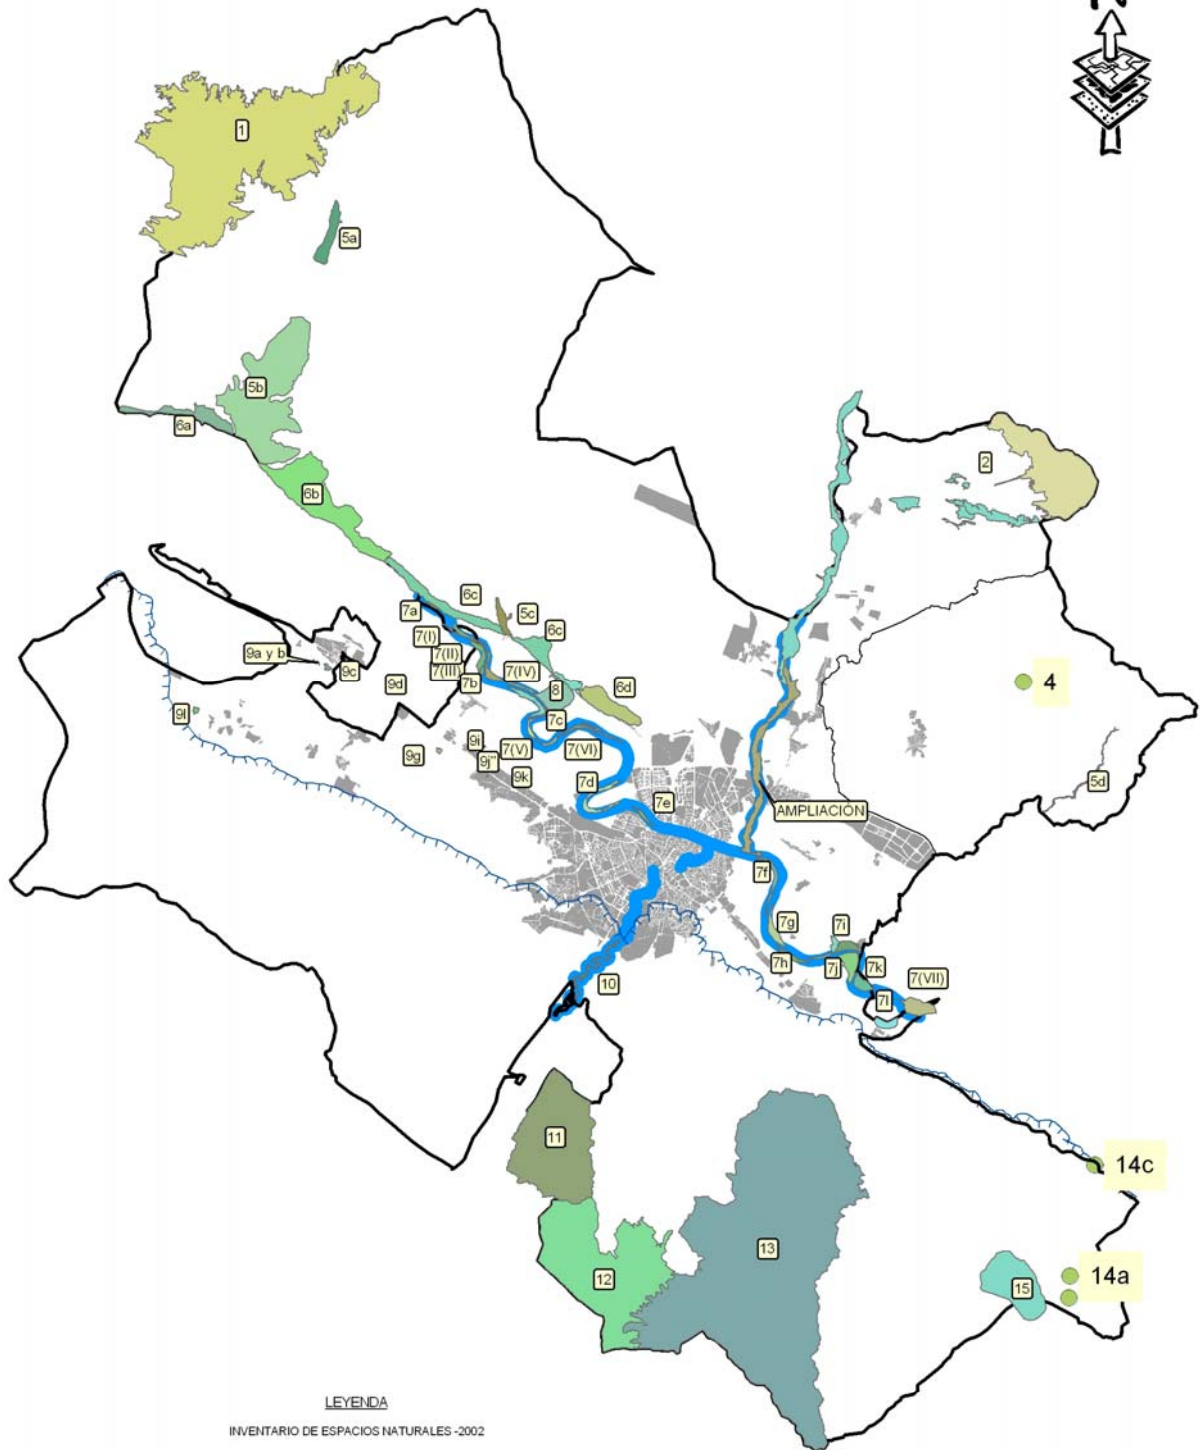 N
1
5a
5b
6a
2
6b
6c
5c
7a
6c
7(I)
7(II)
9a y b
9c
7(III)
7(IV)
4
9d
7b
8
6d
9l
7c
9i
7(V)
7(VI)
9g
9j''
9k
7d
5d
7e
AMPLIACIÓN
7f
7g
7i
7h
7j
7k
7(VII)
10
7l
11
14c
13
12
14a
15
LEYENDA
INVENTARIO DE ESPACIOS NATURALES -2002